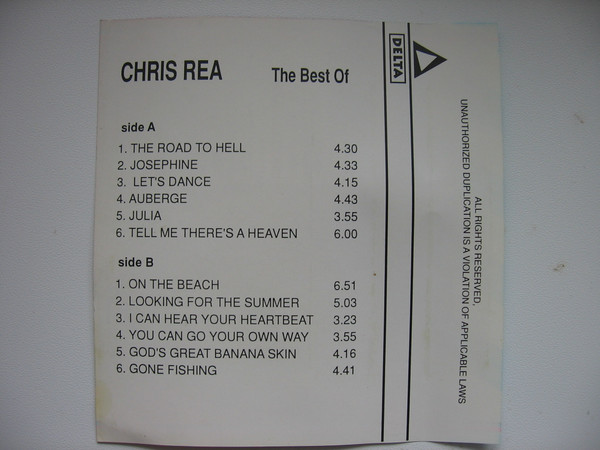 CHRIS REA The Best Of
side A
1. THE ROAD TO HELL 4.30
2. JOSEPHINE 4.33
3. LET'S DANCE 4.15
4. AUBERGE 4.43
5. JULIA 3.55
6. TELL ME THERE'S A HEAVEN 6.00
side B
1. ON THE BEACH 6.51
2. LOOKING FOR THE SUMMER 5.03
3. I CAN HEAR YOUR HEARTBEAT 3.23
4. YOU CAN GO YOUR OWN WAY 3.55
5. GOD'S GREAT BANANA SKIN 4.16
6. GONE FISHING 4.41
DELTA
ALL RIGHTS RESERVED,
UNAUTHORIZED DUPLICATION IS A VIOLATION OF APPLICABLE LAWS